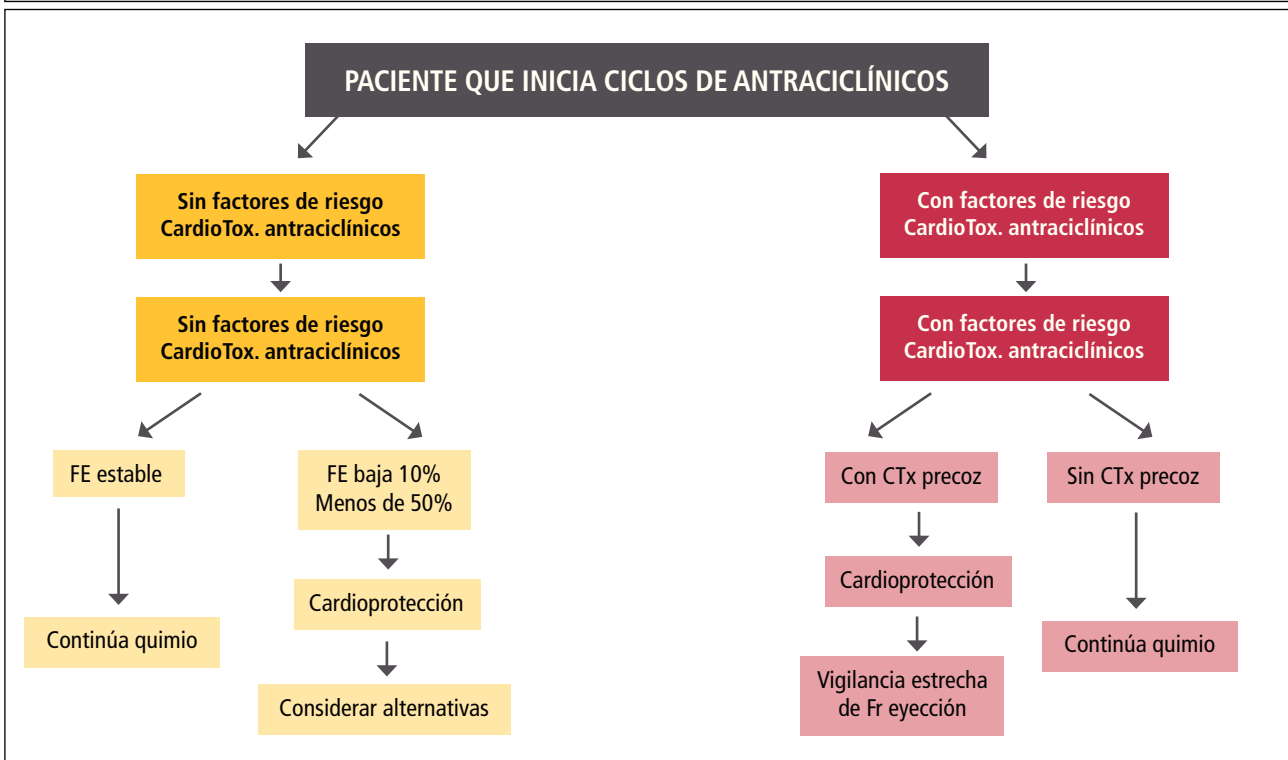 PACIENTE QUE INICIA CICLOS DE ANTRACICLÍNICOS
Sin factores de riesgo
CardioTox. antraciclínicos
Sin factores de riesgo
CardioTox. antraciclínicos
FE estable
Continúa quimio
FE baja 10%
Menos de 50%
Cardioprotección
Considerar alternativas
Con factores de riesgo
CardioTox. antraciclínicos
Con factores de riesgo
CardioTox. antraciclínicos
Con CTx precoz
Cardioprotección
Vigilancia estrecha
de Fr eyección
Sin CTx precoz
Continúa quimio